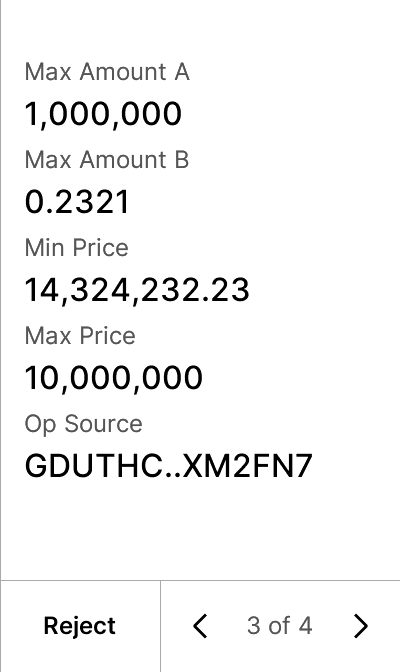 Max Amount A
1,000,000
Max Amount B
0.2321
Min Price
14,324,232.23
Max Price
10,000,000
Op Source
GDUTHC..XM2FN7
Reject
3 of 4